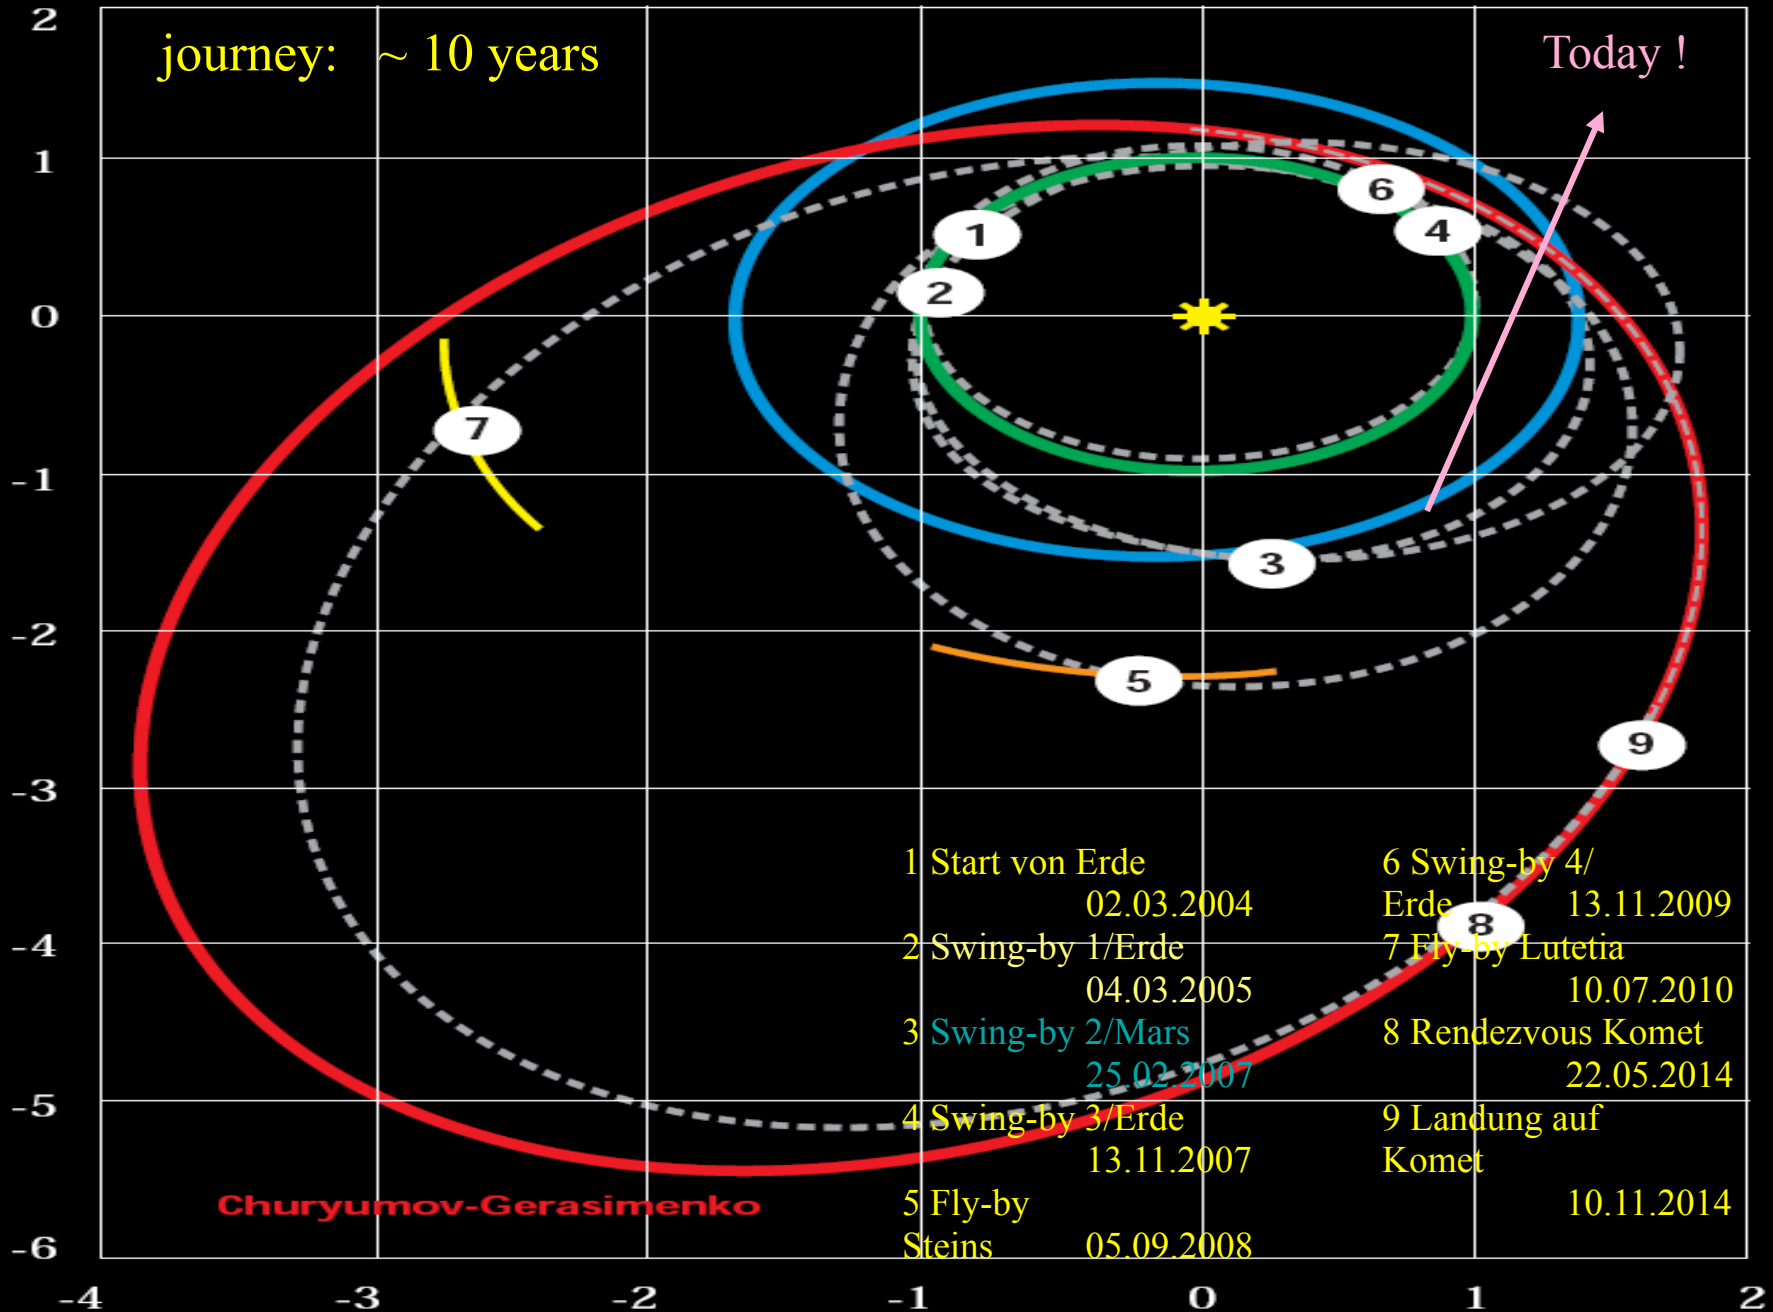 journey: ~ 10 years
Today !
2
1
0
-1
-2
-3
-4
-5
-6
-4 -3 -2 -1 0 1 2
1
2
3
4
5
6
7
8
9
Churyumov-Gerasimenko
1 Start von Erde
02.03.2004
2 Swing-by 1/Erde
04.03.2005
3 Swing-by 2/Mars
25.02.2007
4 Swing-by 3/Erde
13.11.2007
5 Fly-by
Steins 05.09.2008
6 Swing-by 4/
Erde 13.11.2009
7 Fly-by Lutetia
10.07.2010
8 Rendezvous Komet
22.05.2014
9 Landung auf
Komet
10.11.2014